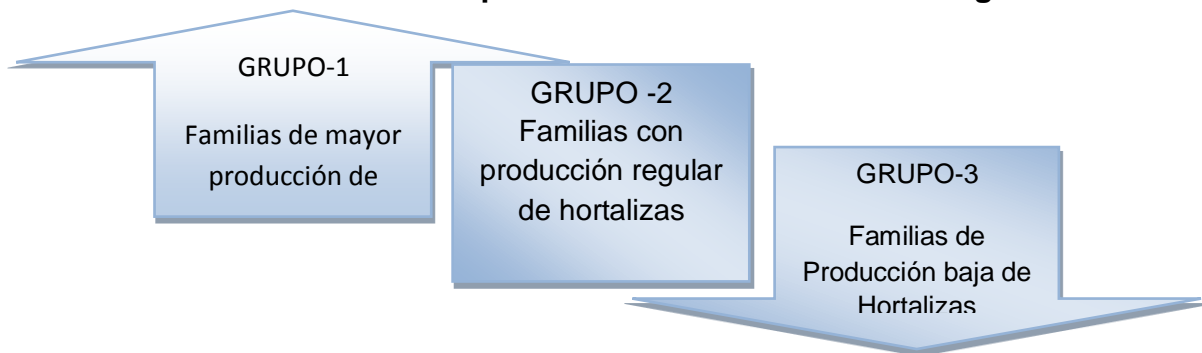 GRUPO-1
Familias de mayor
producción de
GRUPO -2
Familias con
producción regular
de hortalizas
GRUPO-3
Familias de
Producción baja de
Hortalizas